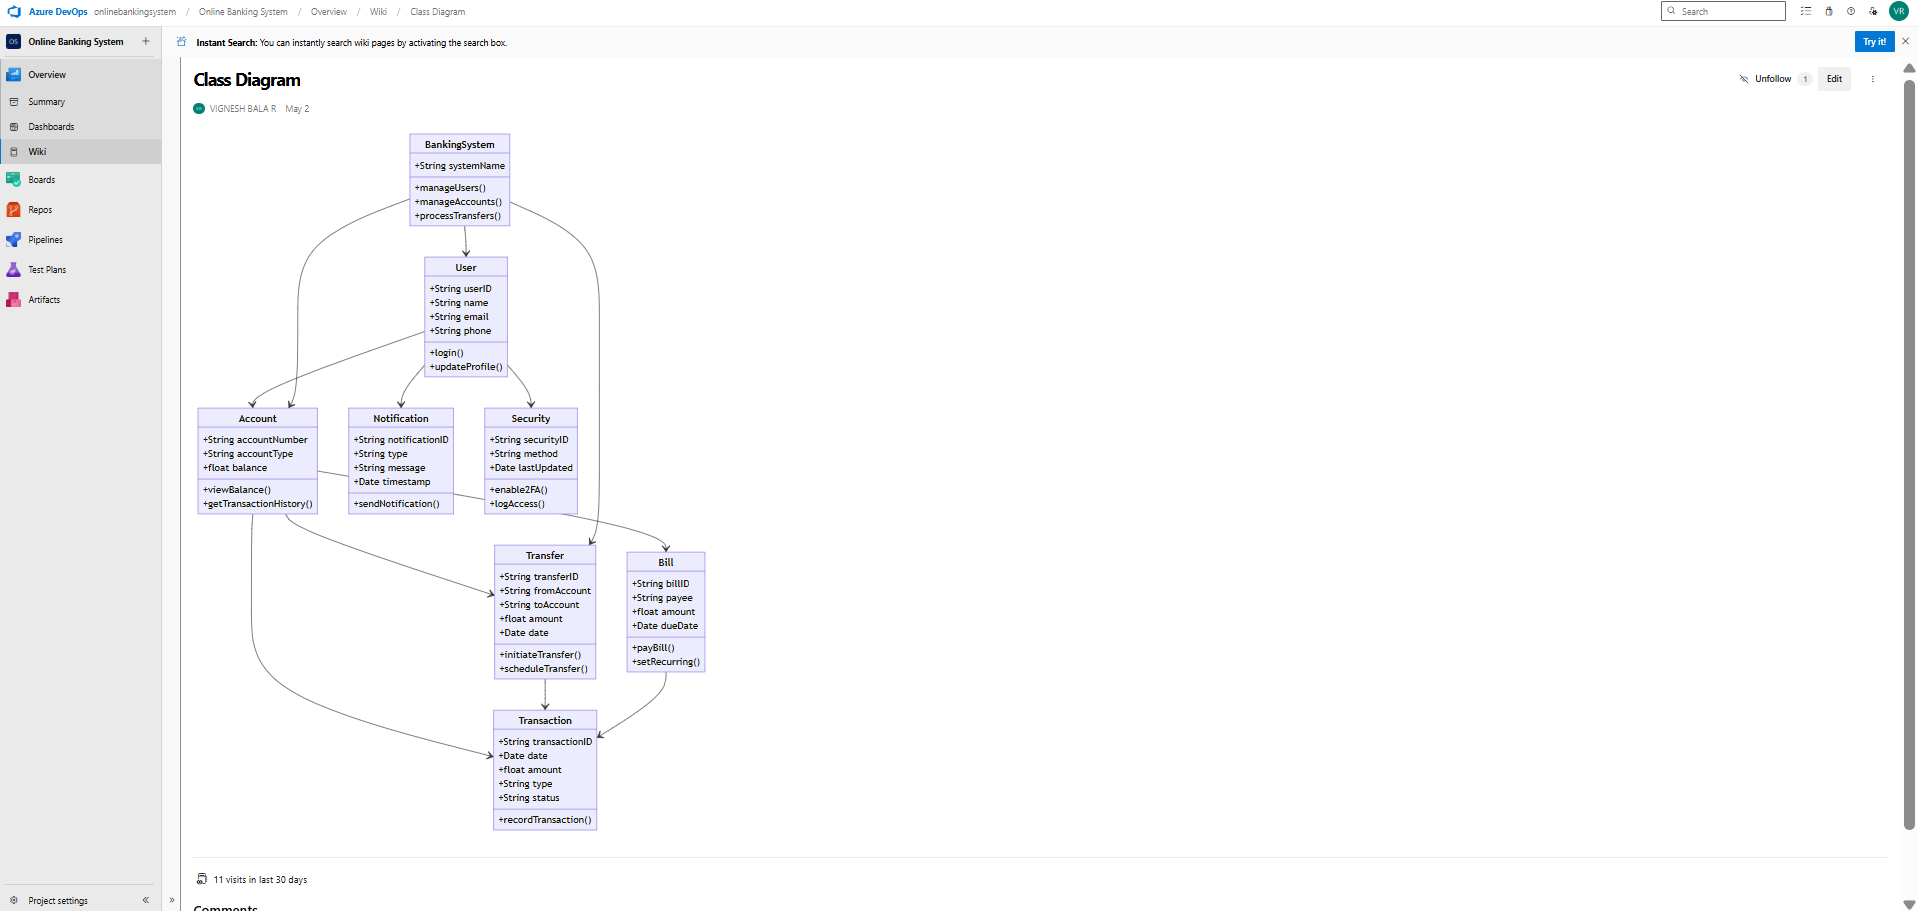 Azure DevOps onlinebankingsystem / Online Banking System / Overview / Wiki / Class Diagram
Search
VR
OS Online Banking System +
Instant Search: You can instantly search wiki pages by activating the search box.
Try it!
Overview
Summary
Dashboards
Wiki
Boards
Repos
Pipelines
Test Plans
Artifacts
Project settings
Class Diagram
Unfollow 1
Edit
VIGNESH BALA R May 2
BankingSystem
+String systemName
+manageUsers()
+manageAccounts()
+processTransfers()
User
+String userID
+String name
+String email
+String phone
+login()
+updateProfile()
Account
+String accountNumber
+String accountType
+float balance
+viewBalance()
+getTransactionHistory()
Notification
+String notificationID
+String type
+String message
+Date timestamp
+sendNotification()
Security
+String securityID
+String method
+Date lastUpdated
+enable2FA()
+logAccess()
Transfer
+String transferID
+String fromAccount
+String toAccount
+float amount
+Date date
+initiateTransfer()
+scheduleTransfer()
Bill
+String billID
+String payee
+float amount
+Date dueDate
+payBill()
+setRecurring()
Transaction
+String transactionID
+Date date
+float amount
+String type
+String status
+recordTransaction()
11 visits in last 30 days
Comments